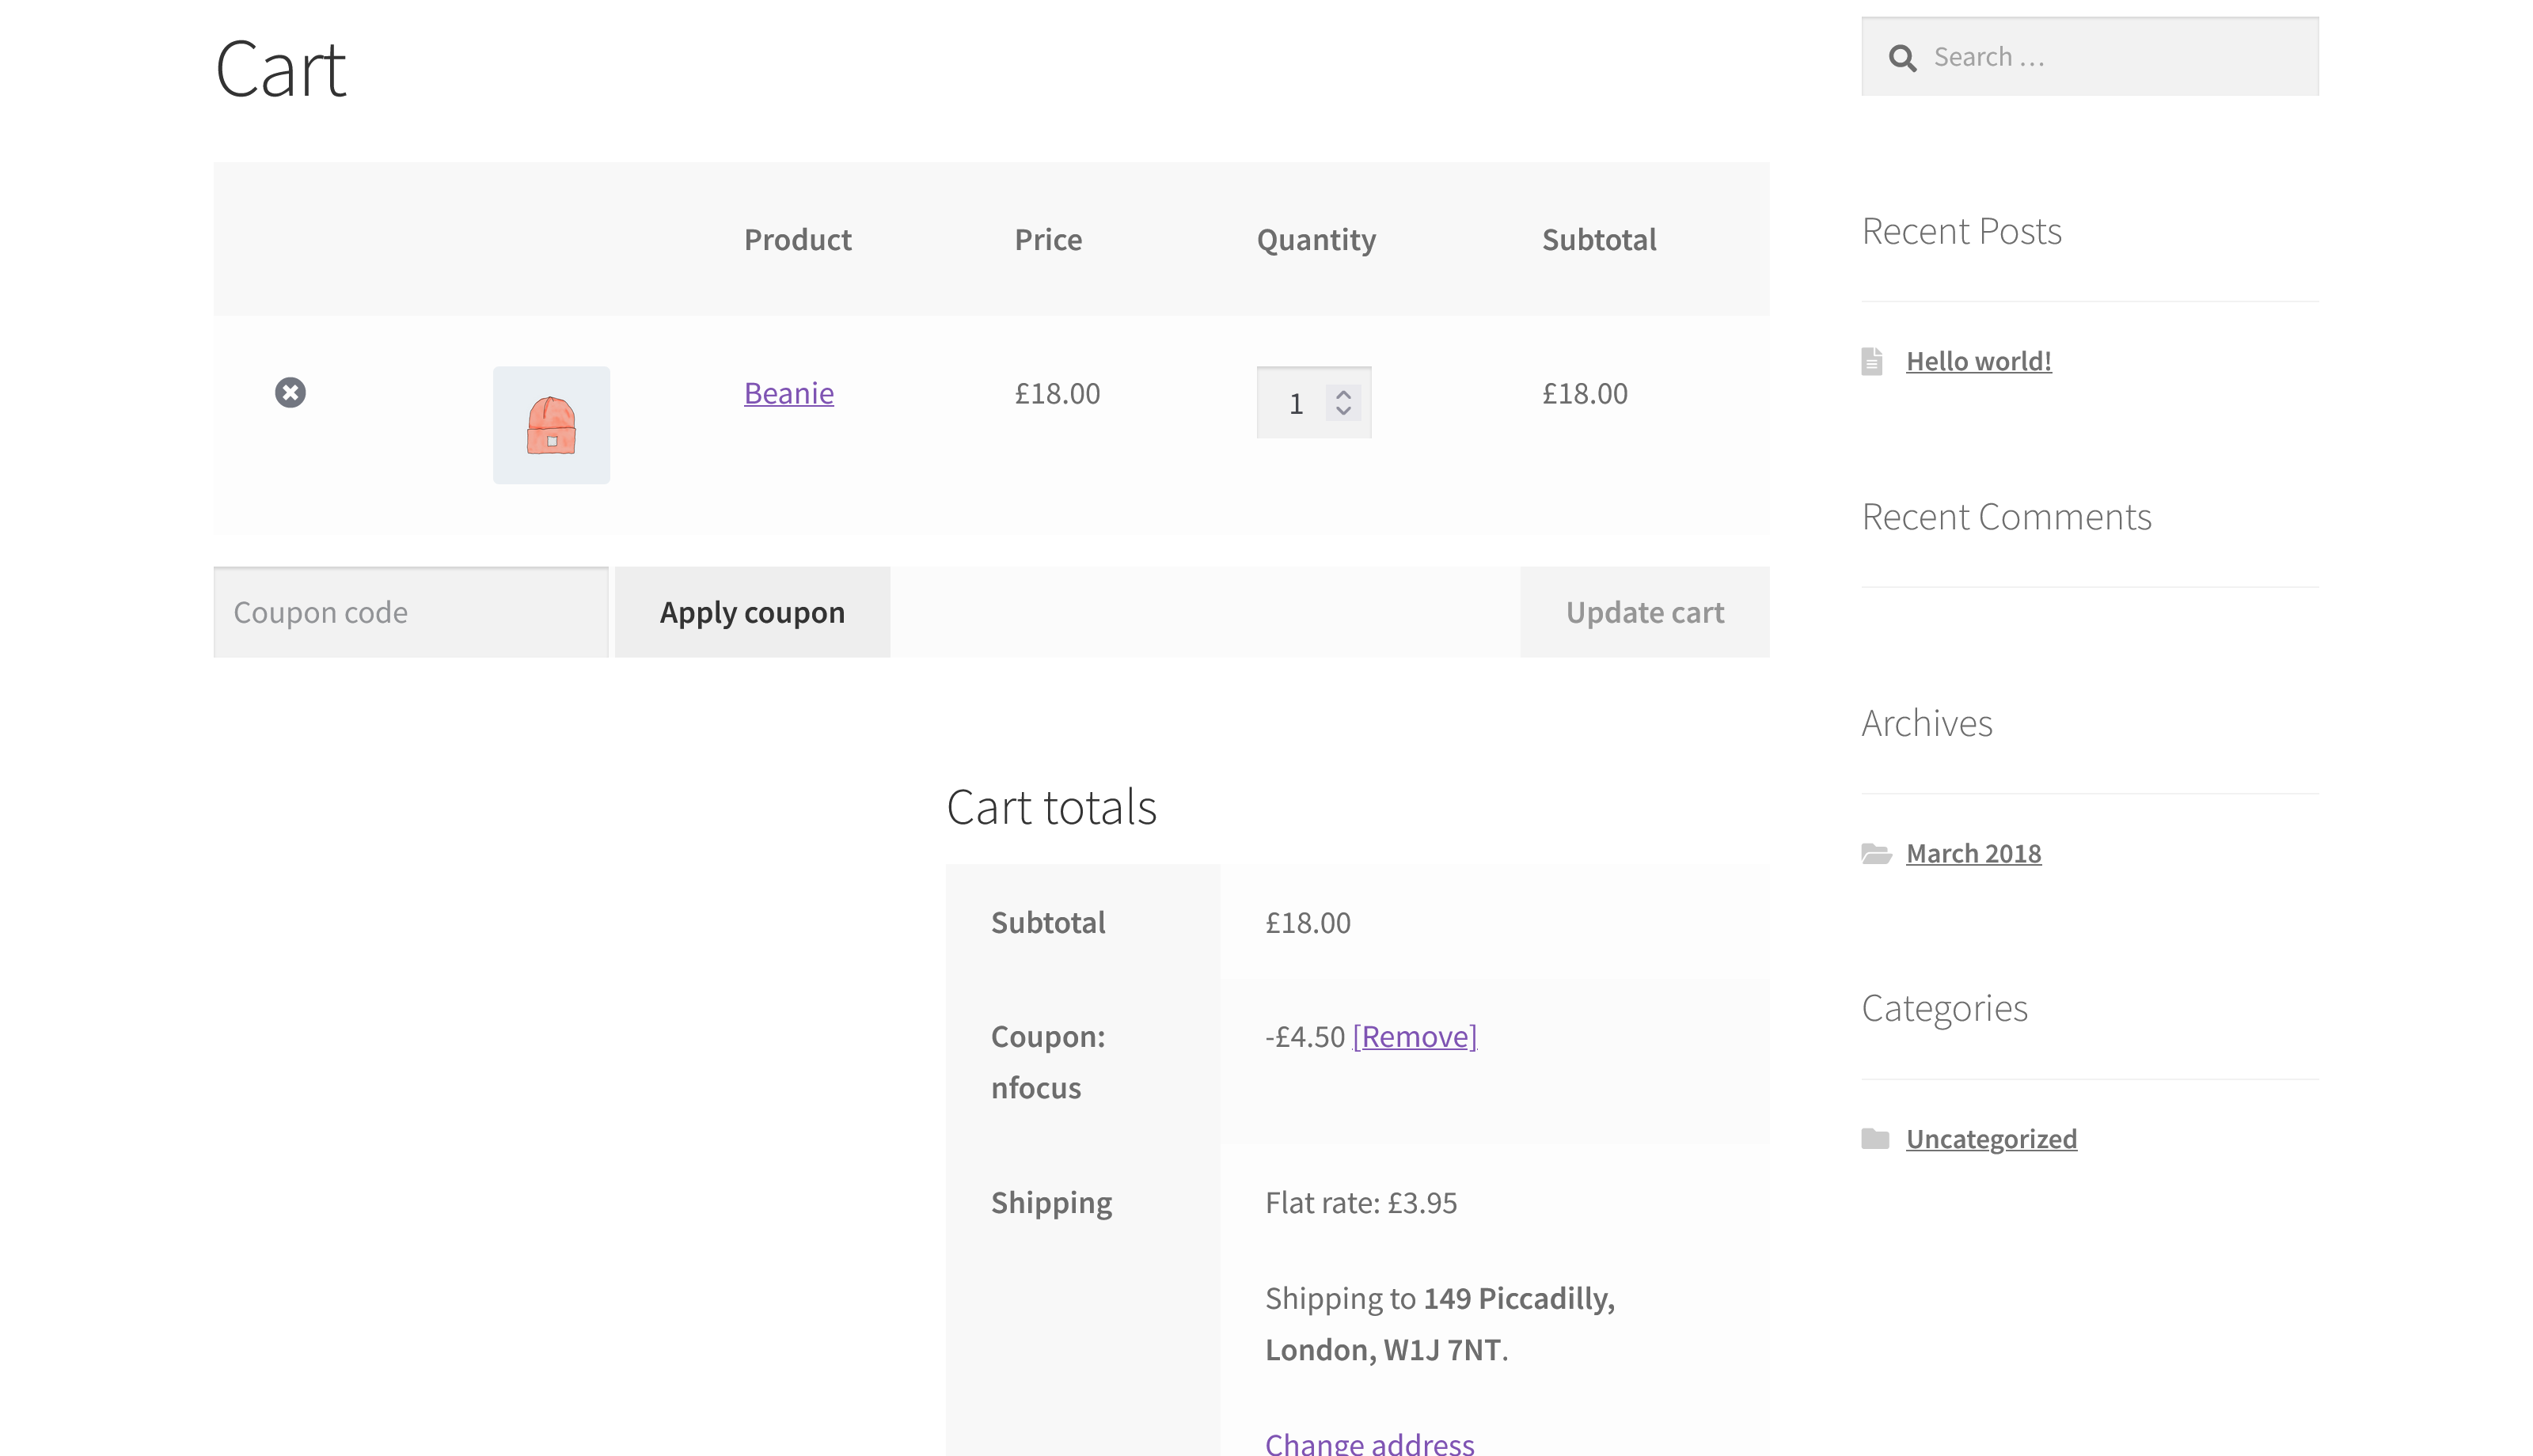 Cart
Search …
Product Price Quantity Subtotal
Beanie £18.00 1 £18.00
Coupon code Apply coupon Update cart
Cart totals
Subtotal £18.00
Coupon: -£4.50 [Remove]
nfocus
Shipping Flat rate: £3.95
Shipping to 149 Piccadilly,
London, W1J 7NT.
Change address
Recent Posts
Hello world!
Recent Comments
Archives
March 2018
Categories
Uncategorized